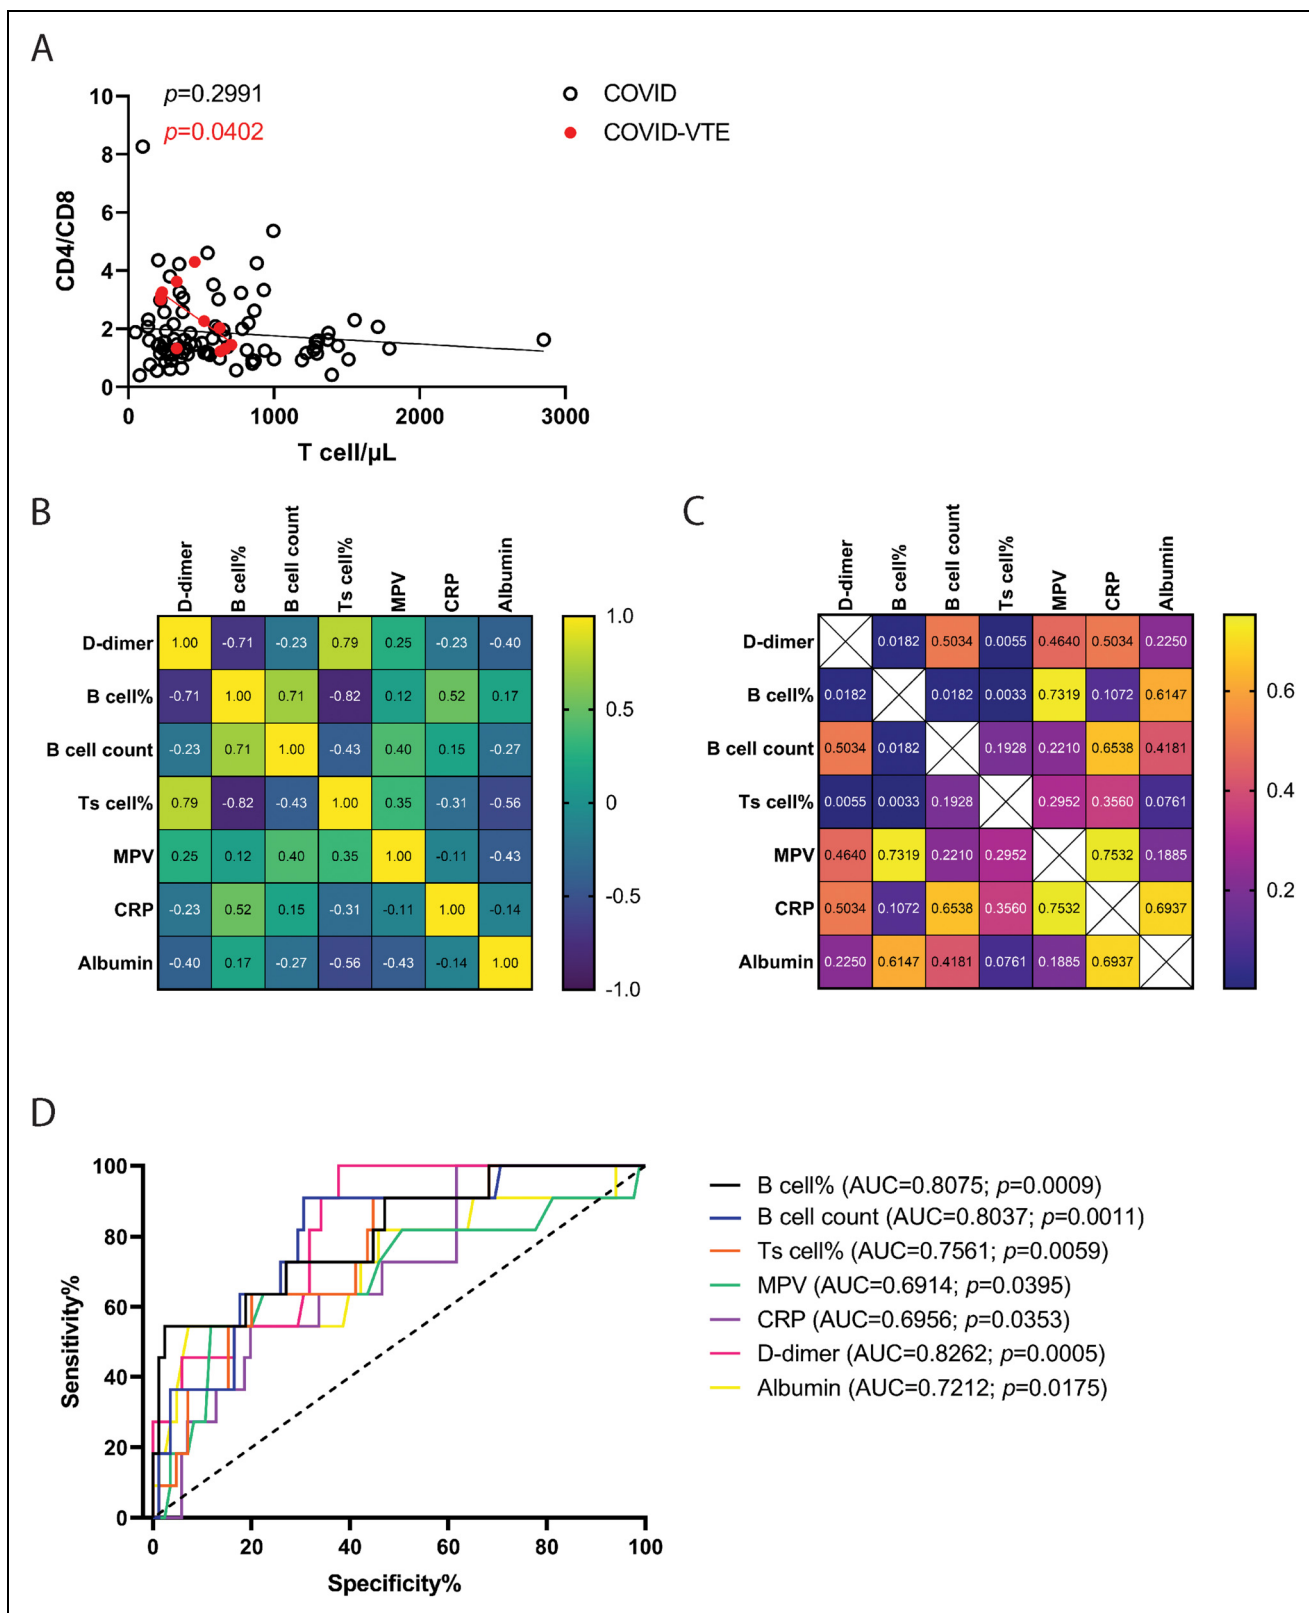 A
p=0.2991
p=0.0402
COVID
COVID-VTE
10
8
6
4
2
0
CD4/CD8
0 1000 2000 3000
T cell/μL
B
D-dimer B cell% B cell count Ts cell% MPV CRP Albumin
D-dimer 1.00 -0.71 -0.23 0.79 0.25 -0.23 -0.40
B cell% -0.71 1.00 0.71 -0.82 0.12 0.52 0.17
B cell count -0.23 0.71 1.00 -0.43 0.40 0.15 -0.27
Ts cell% 0.79 -0.82 -0.43 1.00 0.35 -0.31 -0.56
MPV 0.25 0.12 0.40 0.35 1.00 -0.11 -0.43
CRP -0.23 0.52 0.15 -0.31 -0.11 1.00 -0.14
Albumin -0.40 0.17 -0.27 -0.56 -0.43 -0.14 1.00
1.0
0.5
0
-0.5
-1.0
C
D-dimer B cell% B cell count Ts cell% MPV CRP Albumin
D-dimer 0.0182 0.5034 0.0055 0.4640 0.5034 0.2250
B cell% 0.0182 0.0182 0.0033 0.7319 0.1072 0.6147
B cell count 0.5034 0.0182 0.1928 0.2210 0.6538 0.4181
Ts cell% 0.0055 0.0033 0.1928 0.2952 0.3560 0.0761
MPV 0.4640 0.7319 0.2210 0.2952 0.7532 0.1885
CRP 0.5034 0.1072 0.6538 0.3560 0.7532 0.6937
Albumin 0.2250 0.6147 0.4181 0.0761 0.1885 0.6937
0.6
0.4
0.2
D
100
80
60
40
20
0
Sensitivity%
0 20 40 60 80 100
Specificity%
B cell% (AUC=0.8075; p=0.0009)
B cell count (AUC=0.8037; p=0.0011)
Ts cell% (AUC=0.7561; p=0.0059)
MPV (AUC=0.6914; p=0.0395)
CRP (AUC=0.6956; p=0.0353)
D-dimer (AUC=0.8262; p=0.0005)
Albumin (AUC=0.7212; p=0.0175)